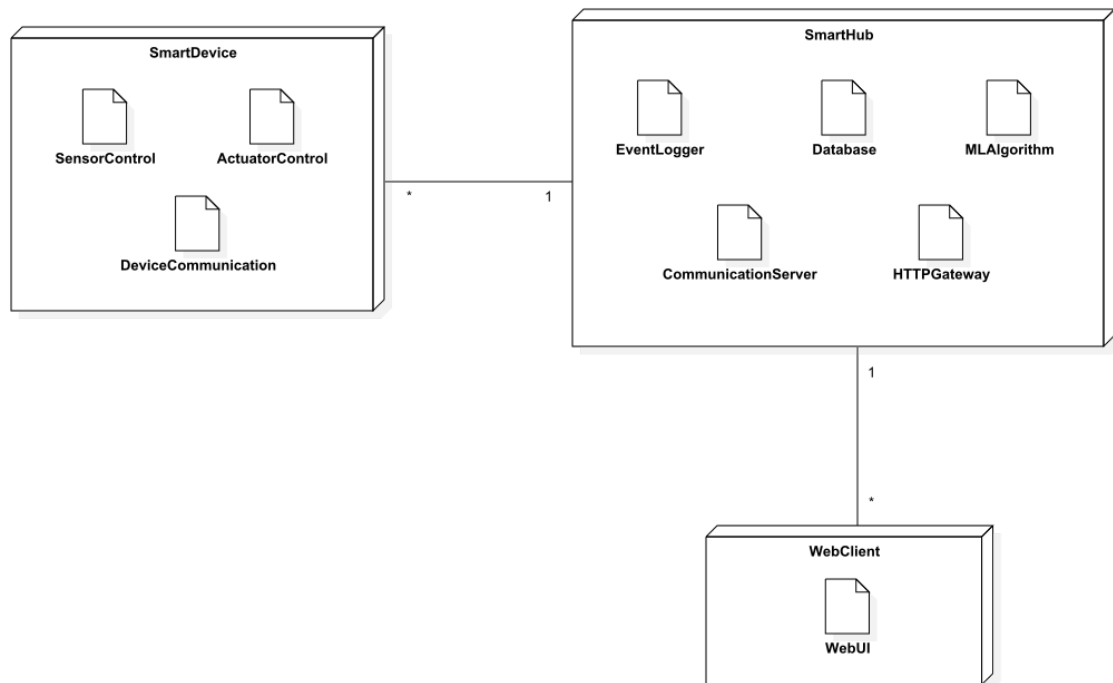 SmartDevice
SensorControl
ActuatorControl
DeviceCommunication
*
1
SmartHub
EventLogger
Database
MLAlgorithm
CommunicationServer
HTTPGateway
1
*
WebClient
WebUI